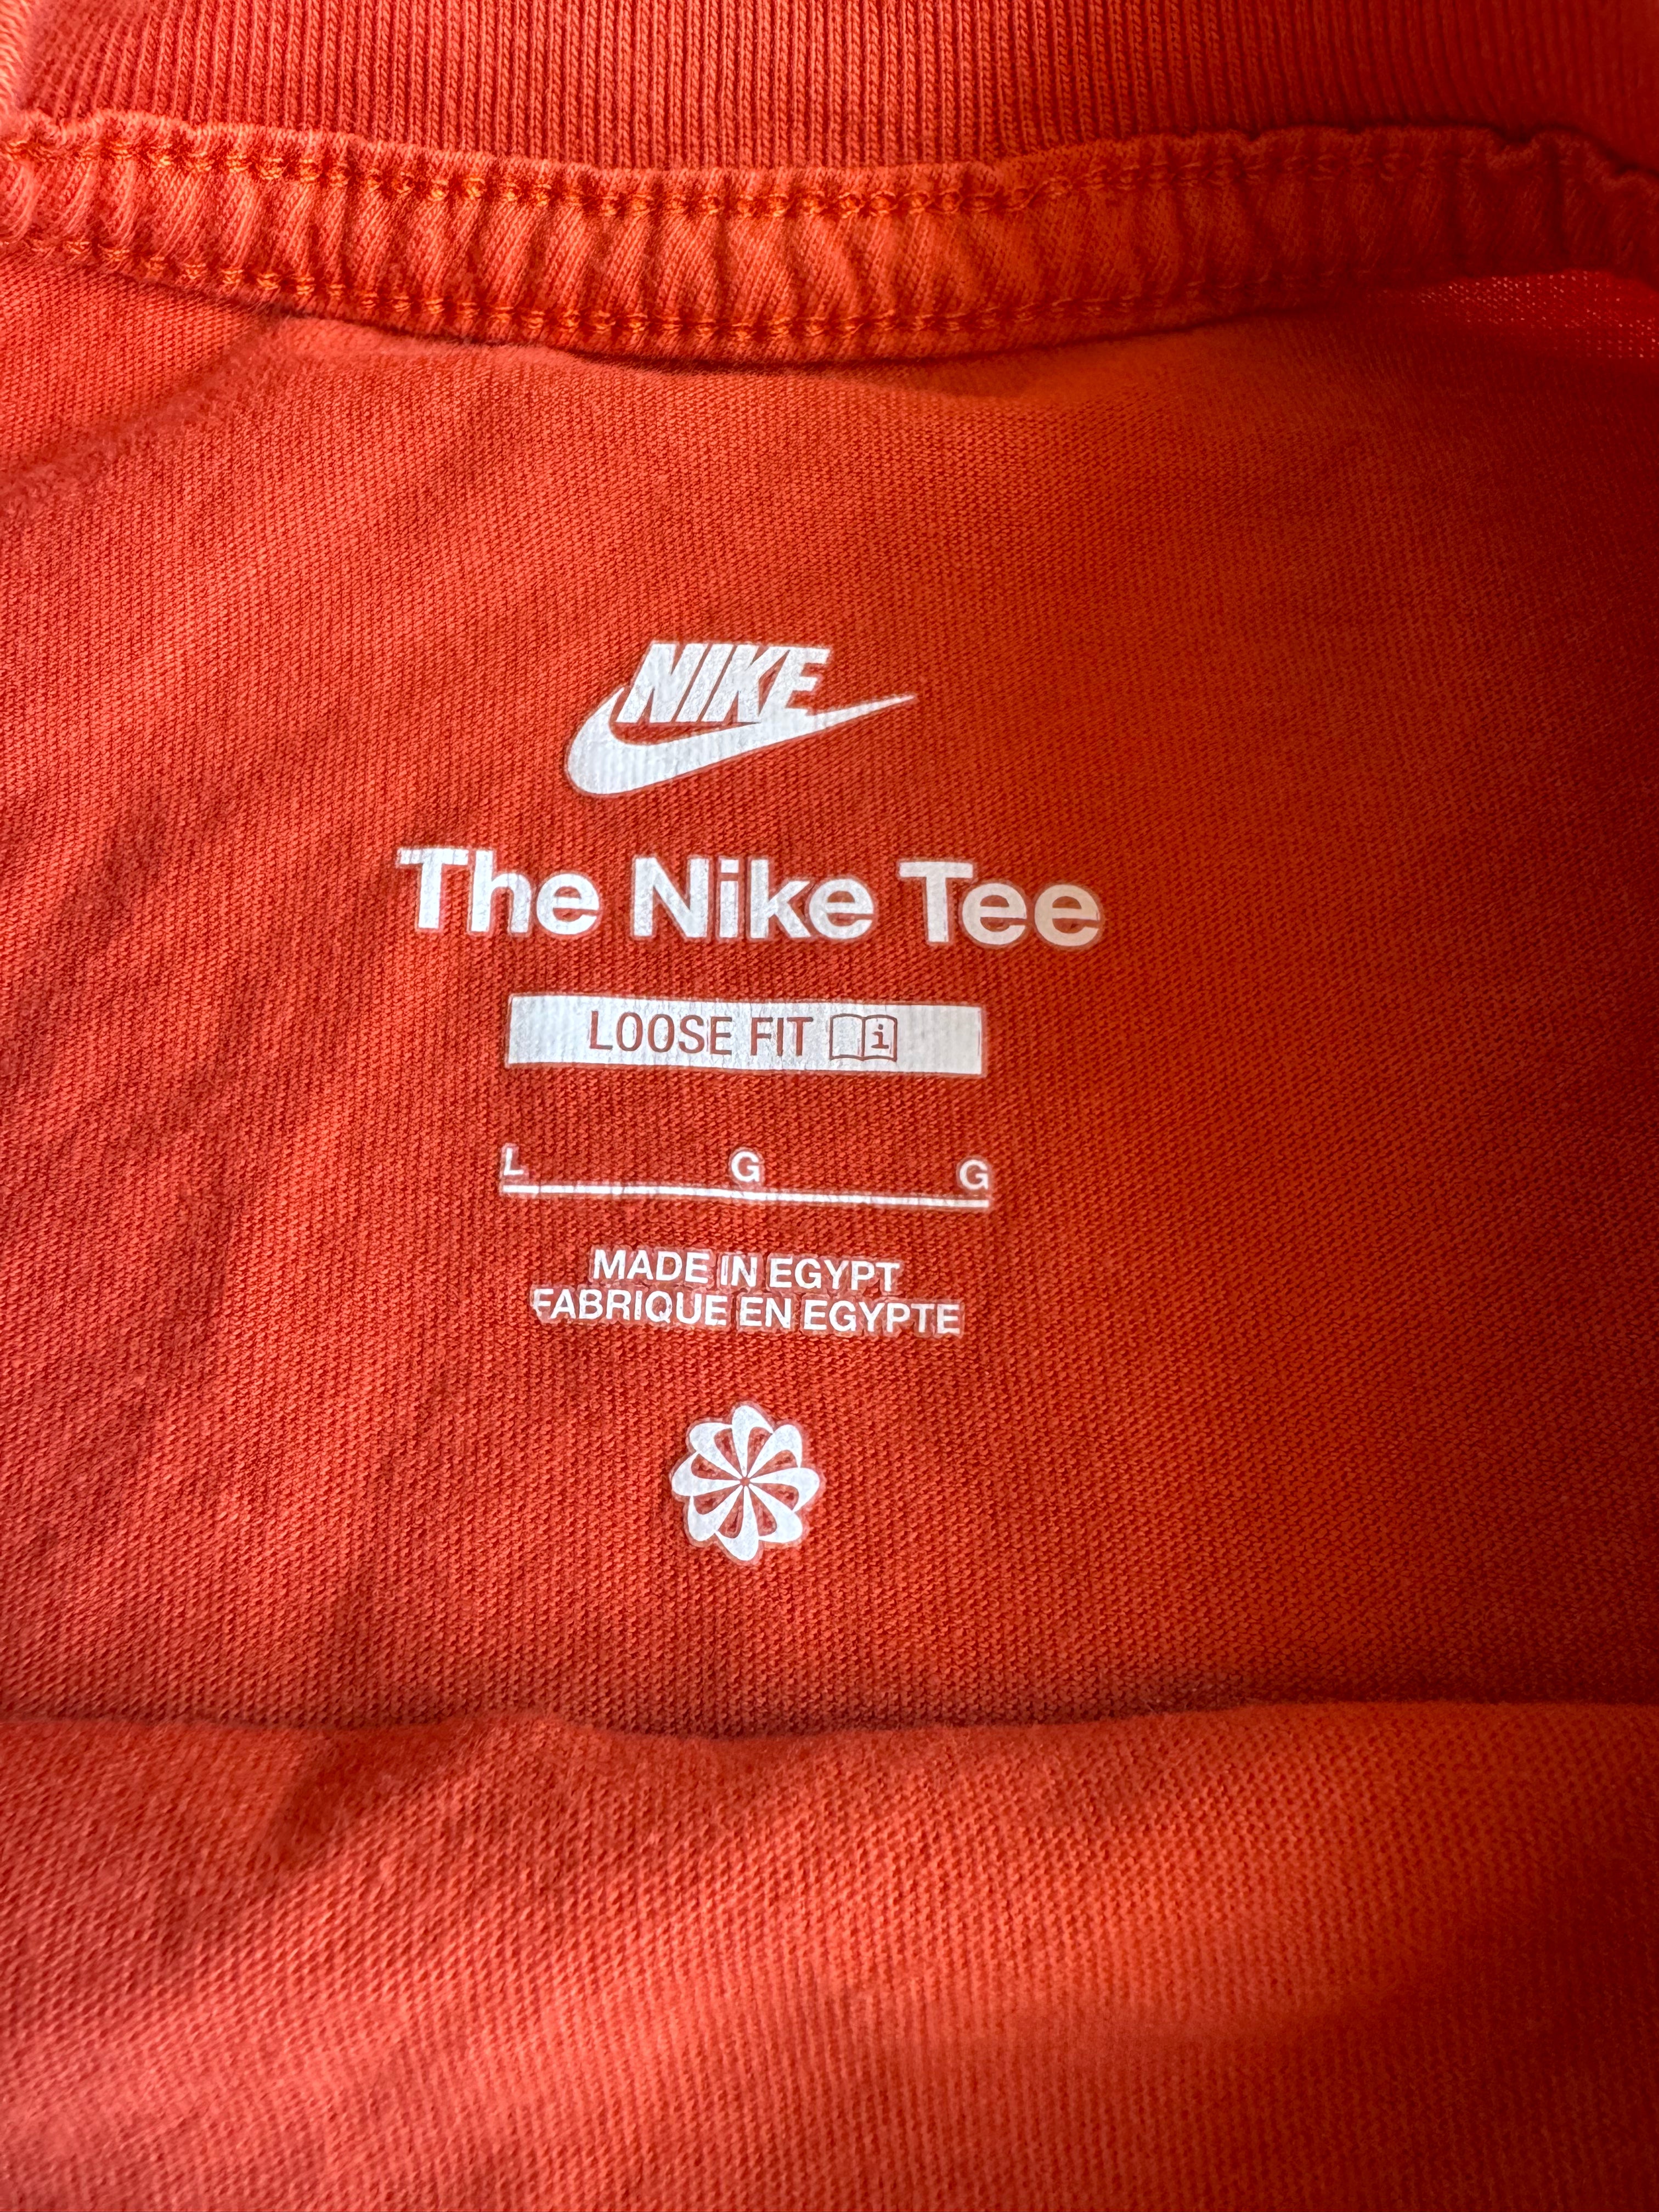 NIKE
The Nike Tee
LOOSE FIT i
L G G
MADE IN EGYPT
FABRIQUE EN EGYPTE